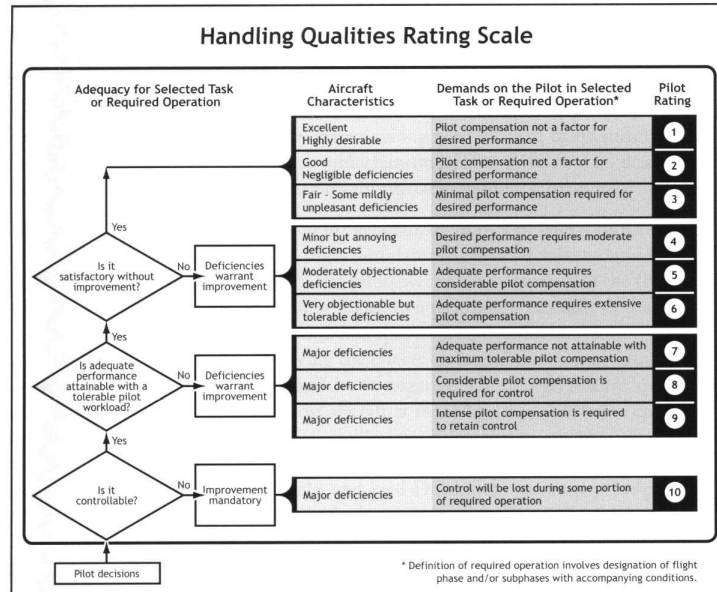 Handling Qualities Rating Scale
Adequacy for Selected Task
or Required Operation
Aircraft
Characteristics
Demands on the Pilot in Selected
Task or Required Operation*
Pilot
Rating
Excellent
Highly desirable
Pilot compensation not a factor for
desired performance
1
Good
Negligible deficiencies
Pilot compensation not a factor for
desired performance
2
Fair - Some mildly
unpleasant deficiencies
Minimal pilot compensation required for
desired performance
3
Yes
Is it
satisfactory without
improvement?
No
Deficiencies
warrant
improvement
Minor but annoying
deficiencies
Desired performance requires moderate
pilot compensation
4
Moderately objectionable
deficiencies
Adequate performance requires
considerable pilot compensation
5
Very objectionable but
tolerable deficiencies
Adequate performance requires extensive
pilot compensation
6
Yes
Is adequate
performance
attainable with a
tolerable pilot
workload?
No
Deficiencies
warrant
improvement
Major deficiencies
Adequate performance not attainable with
maximum tolerable pilot compensation
7
Major deficiencies
Considerable pilot compensation is
required for control
8
Major deficiencies
Intense pilot compensation is required
to retain control
9
Yes
Is it
controllable?
No
Improvement
mandatory
Major deficiencies
Control will be lost during some portion
of required operation
10
Pilot decisions
* Definition of required operation involves designation of flight
phase and/or subphases with accompanying conditions.